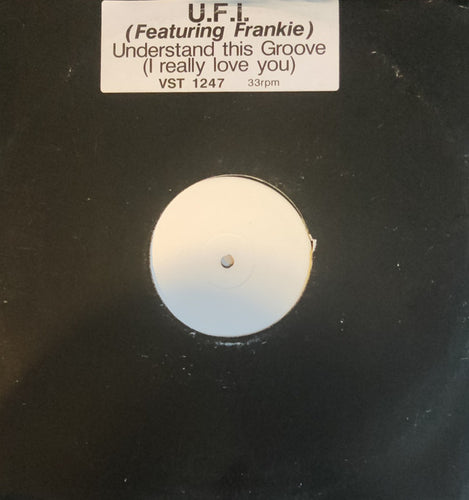 U.F.I.
(Featuring Frankie)
Understand this Groove
(I really love you)
VST 1247 33rpm